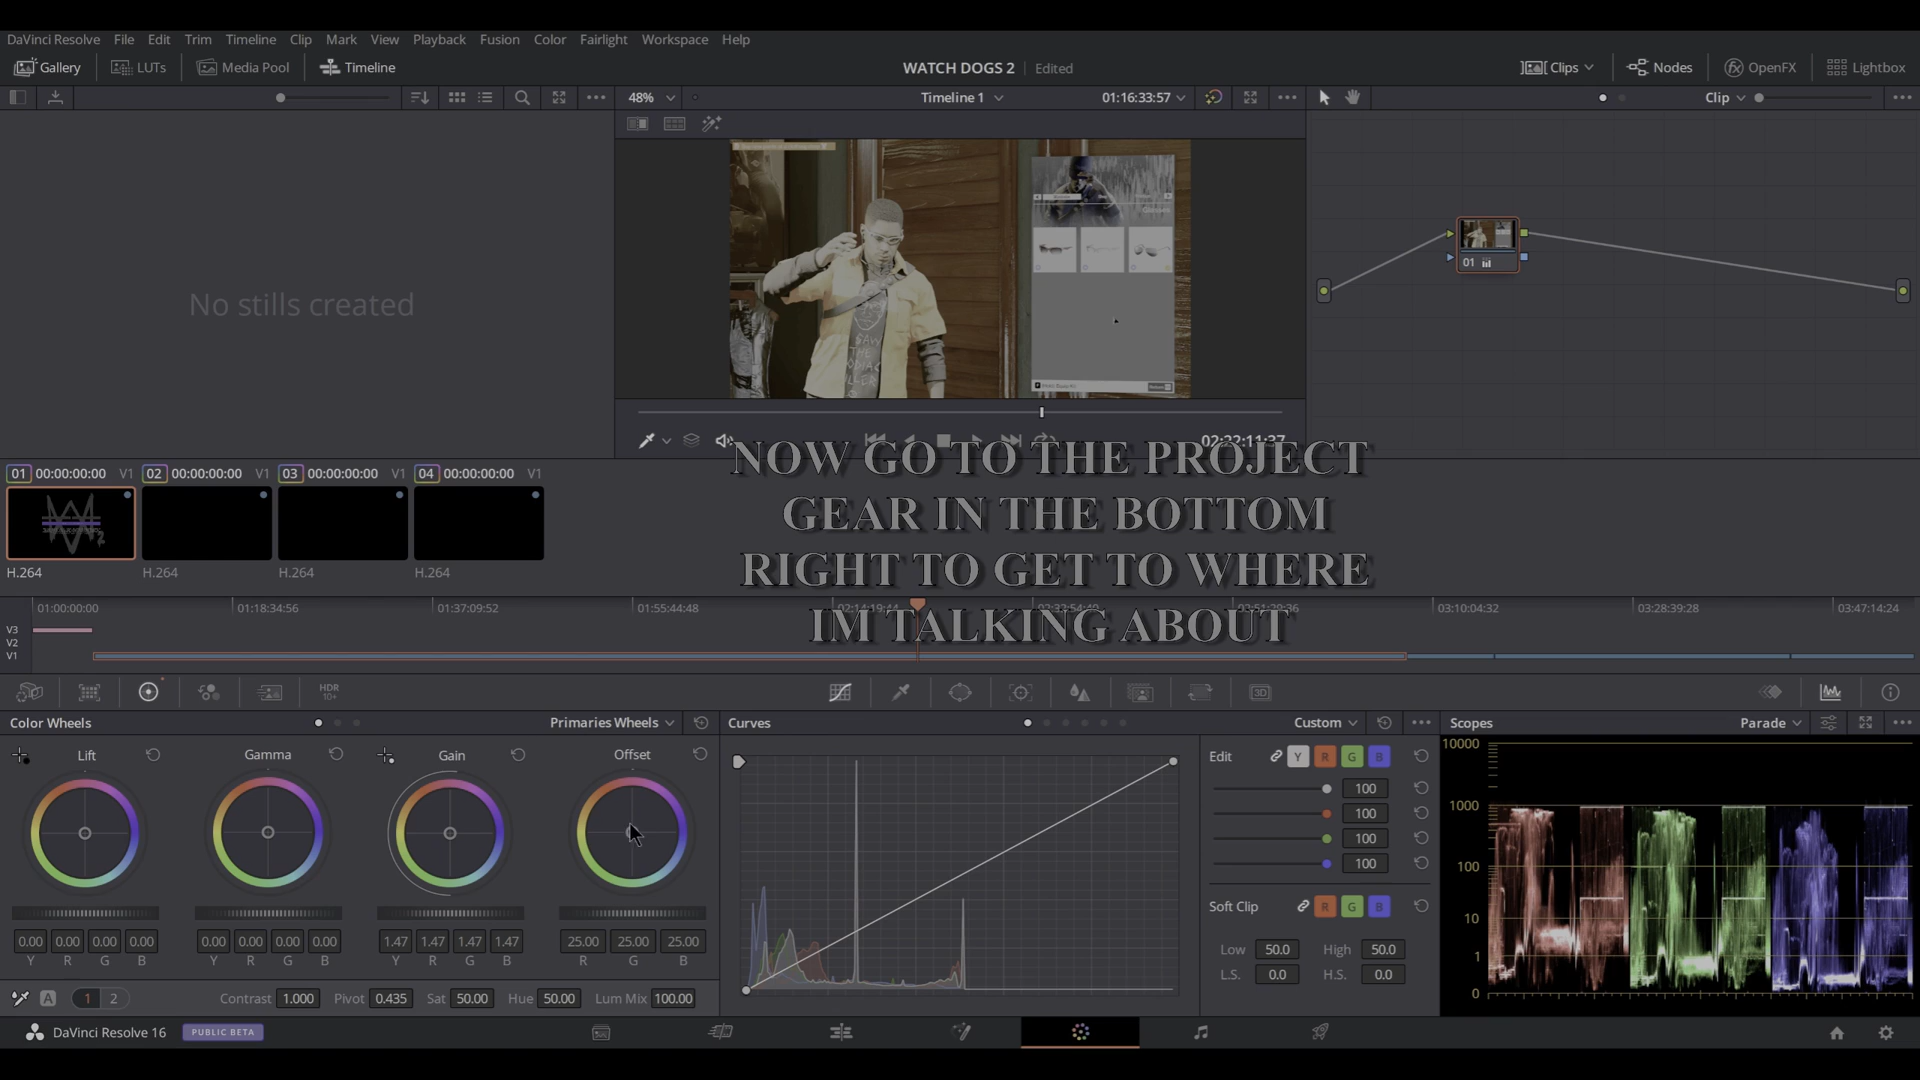 DaVinci Resolve File Edit Trim Timeline Clip Mark View Playback Fusion Color Fairlight Workspace Help
Gallery LUTs Media Pool Timeline WATCH DOGS 2 Edited Clips Nodes OpenFX Lightbox
48% Timeline 1 01:16:33:57 Clip
No stills created
Glasses
I SAW
THE
ZODIAC
KILLER
01
02:22:11:37
NOW GO TO THE PROJECT
GEAR IN THE BOTTOM
RIGHT TO GET TO WHERE
IM TALKING ABOUT
01 00:00:00:00 V1 02 00:00:00:00 V1 03 00:00:00:00 V1 04 00:00:00:00 V1
H.264 H.264 H.264 H.264
01:00:00:00 01:18:34:56 01:37:09:52 01:55:44:48 02:14:19:44 02:32:54:40 02:51:29:36 03:10:04:32 03:28:39:28 03:47:14:24
V3
V2
V1
HDR
10+
3D
Color Wheels Primaries Wheels Curves Custom Scopes Parade
Lift Gamma Gain Offset
0.00 0.00 0.00 0.00 0.00 0.00 0.00 0.00 1.47 1.47 1.47 1.47 25.00 25.00 25.00
Y R G B Y R G B Y R G B R G B
A 1 2 Contrast 1.000 Pivot 0.435 Sat 50.00 Hue 50.00 Lum Mix 100.00
Edit Y R G B
100
100
100
100
Soft Clip R G B
Low 50.0 High 50.0
L.S. 0.0 H.S. 0.0
10000
1000
100
10
1
0
DaVinci Resolve 16 PUBLIC BETA